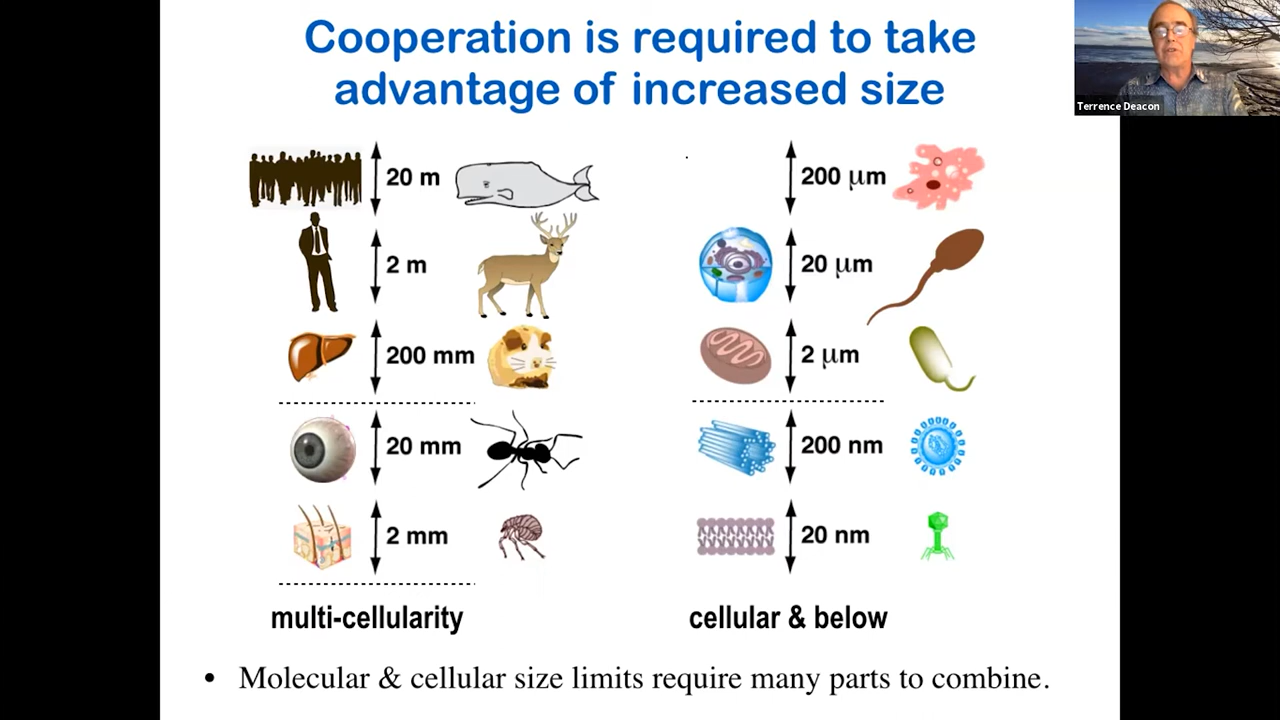 Cooperation is required to take
advantage of increased size
Terrence Deacon
20 m
2 m
200 mm
20 mm
2 mm
multi-cellularity
200 μm
20 μm
2 μm
200 nm
20 nm
cellular & below
• Molecular & cellular size limits require many parts to combine.